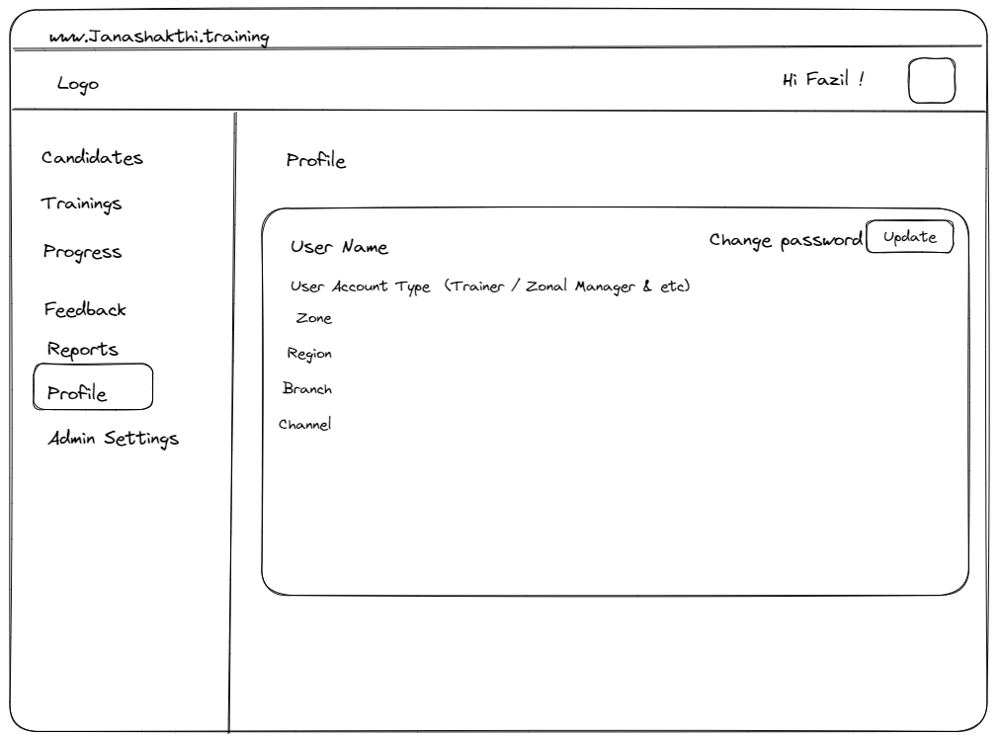 www.Janashakthi.training
Logo
Hi Fazil !
Candidates
Trainings
Progress
Feedback
Reports
Profile
Admin Settings
Profile
User Name
Change password
Update
User Account Type (Trainer / Zonal Manager & etc)
Zone
Region
Branch
Channel